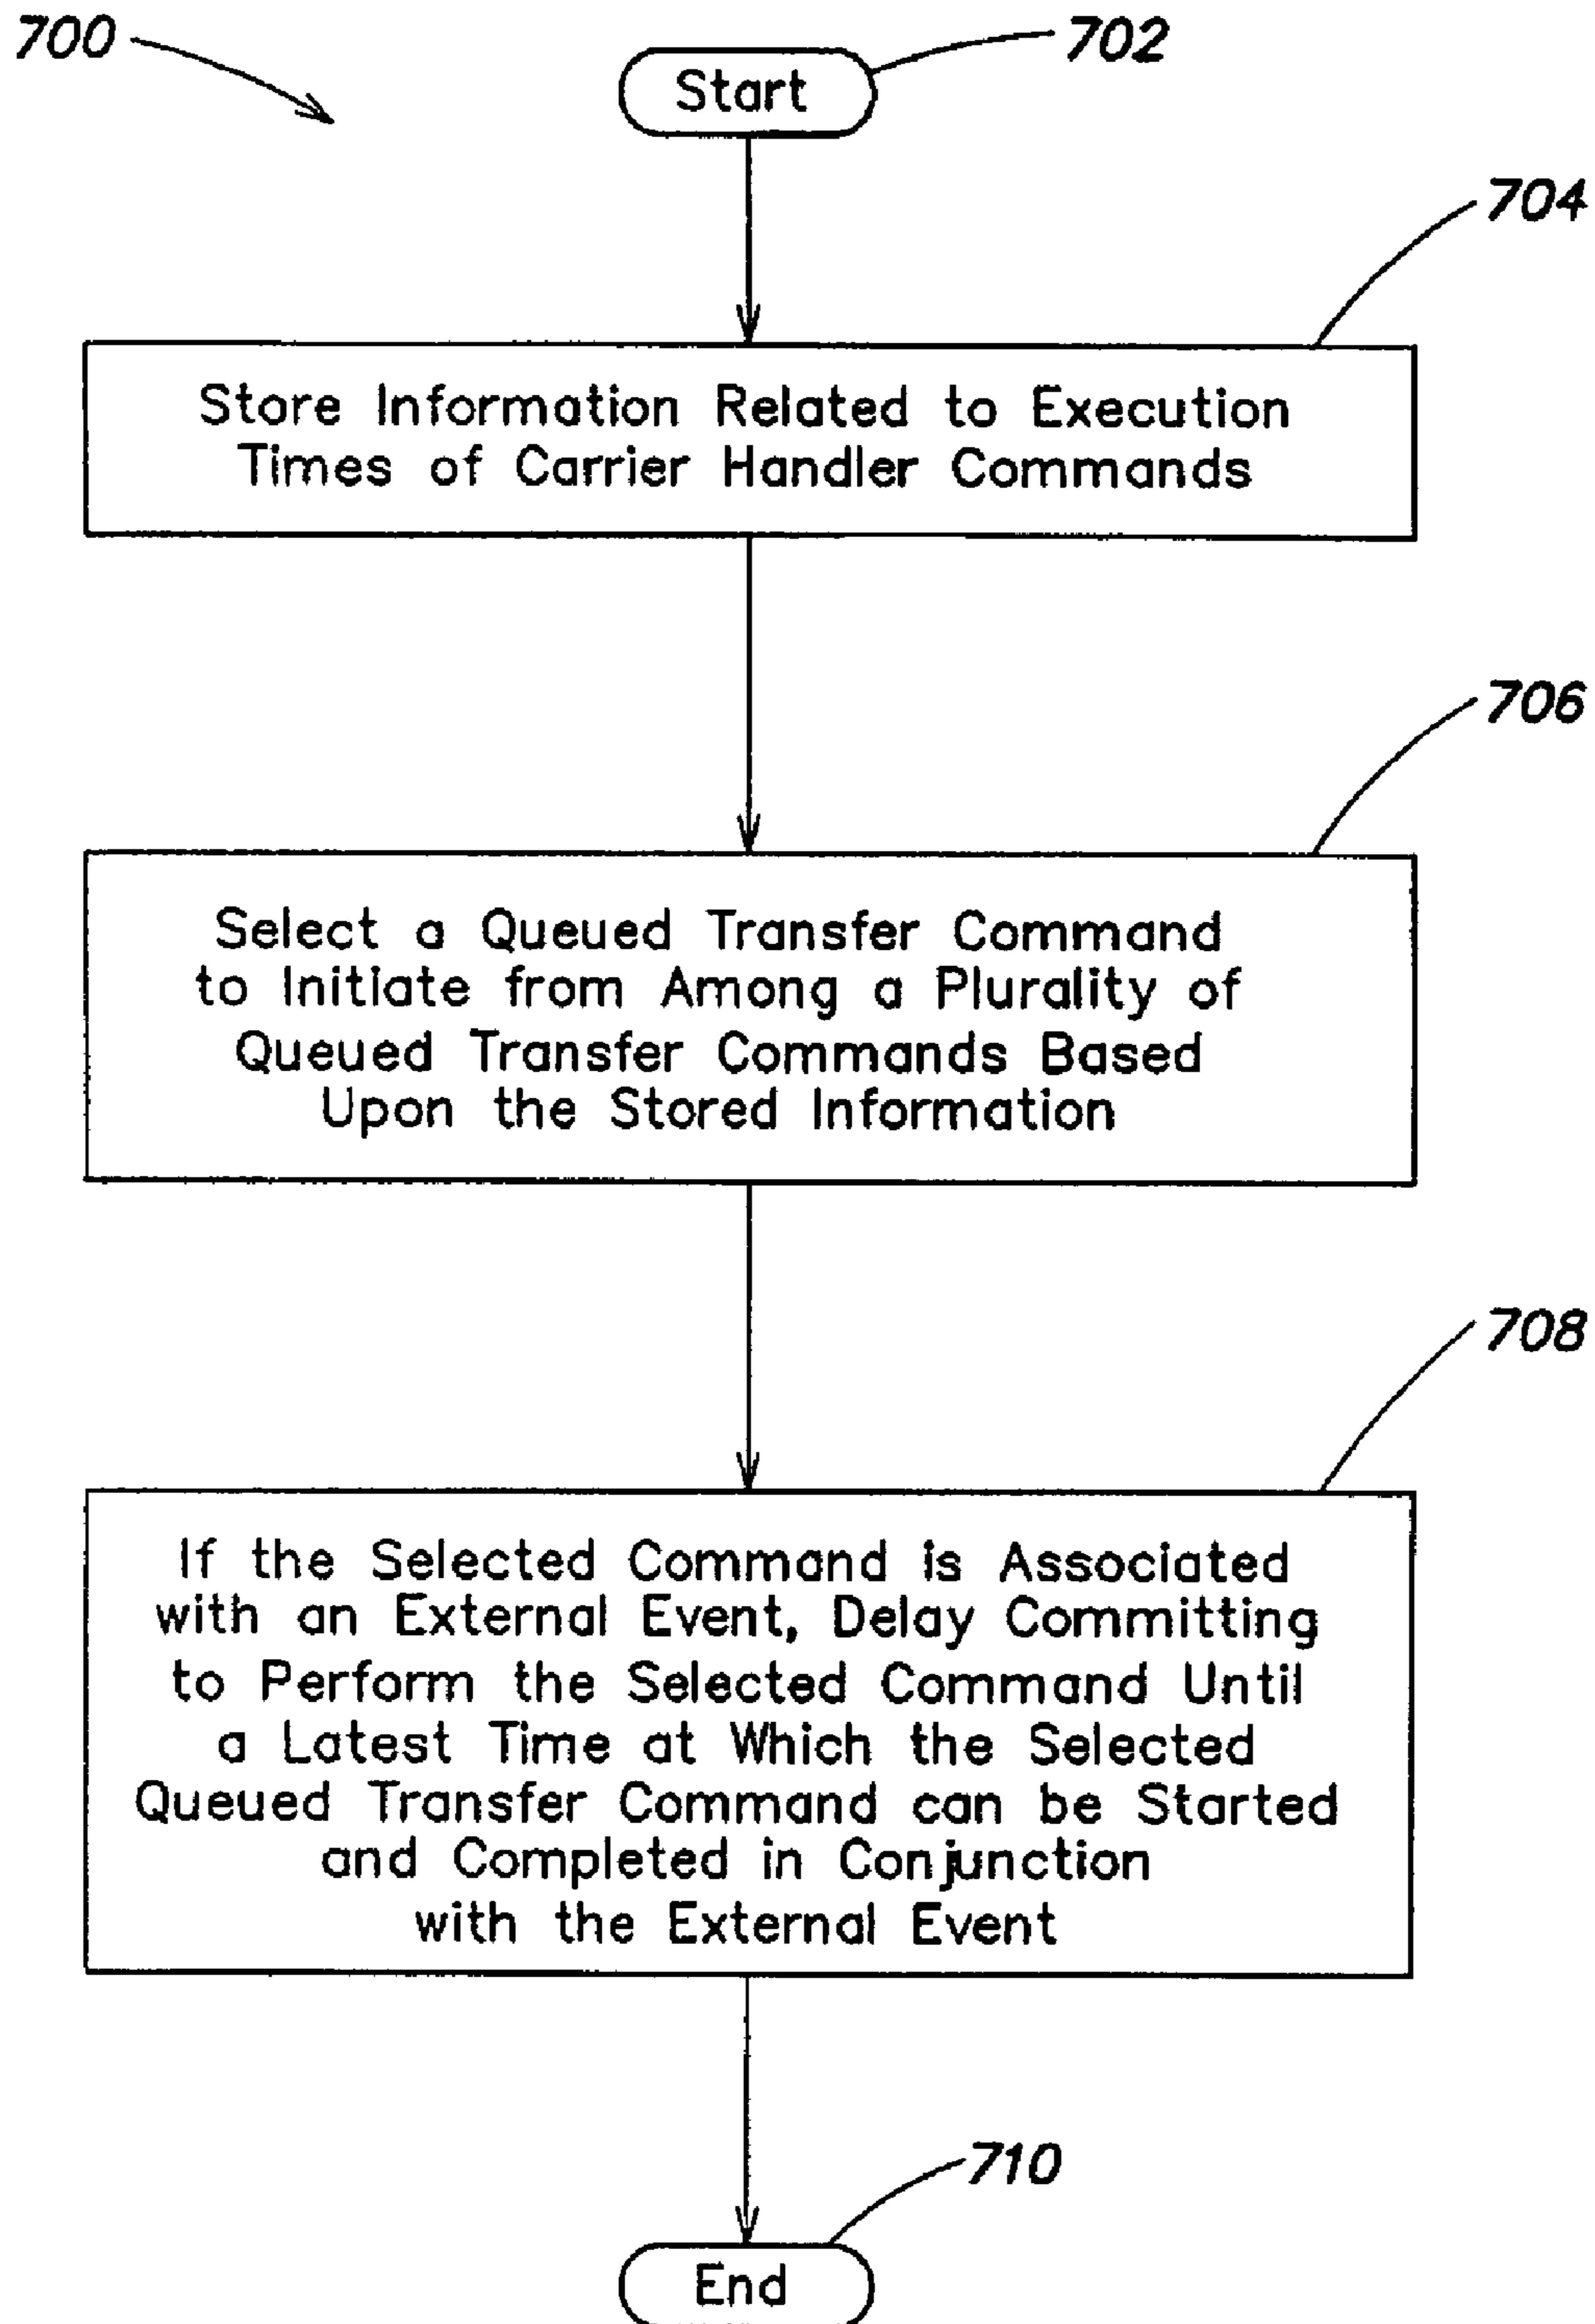 700
702
Start
704
Store Information Related to Execution
Times of Carrier Handler Commands
706
Select a Queued Transfer Command
to Initiate from Among a Plurality of
Queued Transfer Commands Based
Upon the Stored Information
708
If the Selected Command is Associated
with an External Event, Delay Committing
to Perform the Selected Command Until
a Latest Time at Which the Selected
Queued Transfer Command can be Started
and Completed in Conjunction
with the External Event
710
End